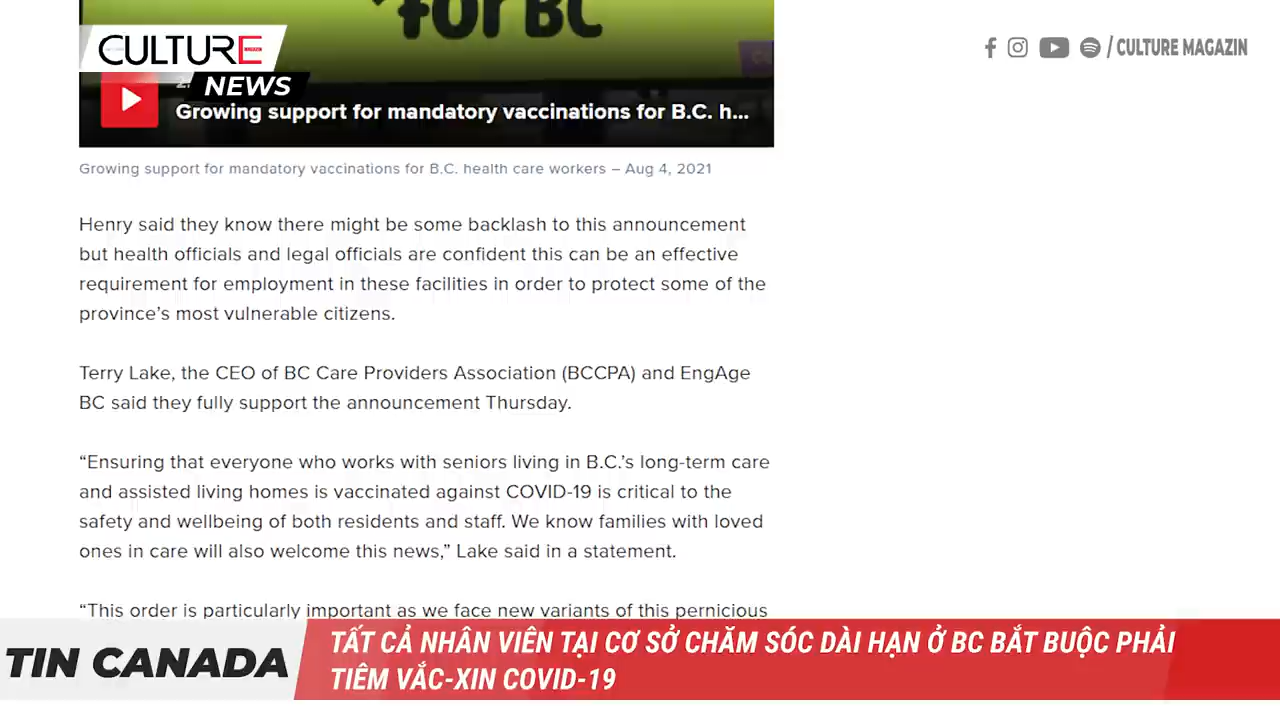 for BC
CULTURE
NEWS
/ CULTURE MAGAZIN
Growing support for mandatory vaccinations for B.C. h...
Growing support for mandatory vaccinations for B.C. health care workers – Aug 4, 2021
Henry said they know there might be some backlash to this announcement
but health officials and legal officials are confident this can be an effective
requirement for employment in these facilities in order to protect some of the
province’s most vulnerable citizens.
Terry Lake, the CEO of BC Care Providers Association (BCCPA) and EngAge
BC said they fully support the announcement Thursday.
“Ensuring that everyone who works with seniors living in B.C.’s long-term care
and assisted living homes is vaccinated against COVID-19 is critical to the
safety and wellbeing of both residents and staff. We know families with loved
ones in care will also welcome this news,” Lake said in a statement.
“This order is particularly important as we face new variants of this pernicious
TIN CANADA
TẤT CẢ NHÂN VIÊN TẠI CƠ SỞ CHĂM SÓC DÀI HẠN Ở BC BẮT BUỘC PHẢI
TIÊM VẮC-XIN COVID-19